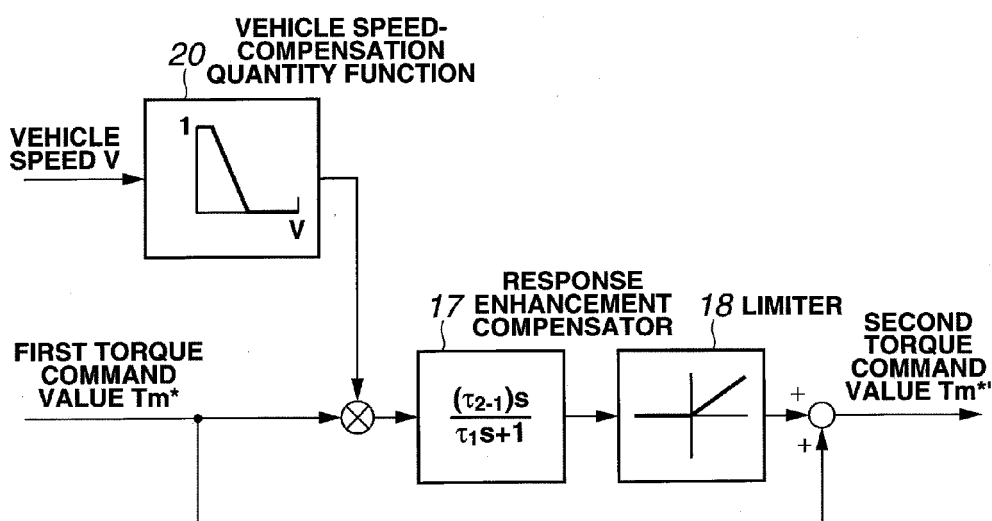 20
VEHICLE SPEED-
COMPENSATION
QUANTITY FUNCTION
VEHICLE
SPEED V
1
V
FIRST TORQUE
COMMAND
VALUE Tm*
17
RESPONSE
ENHANCEMENT
COMPENSATOR
(τ2-1)s
τ1s+1
18 LIMITER
+
+
SECOND
TORQUE
COMMAND
VALUE Tm*'